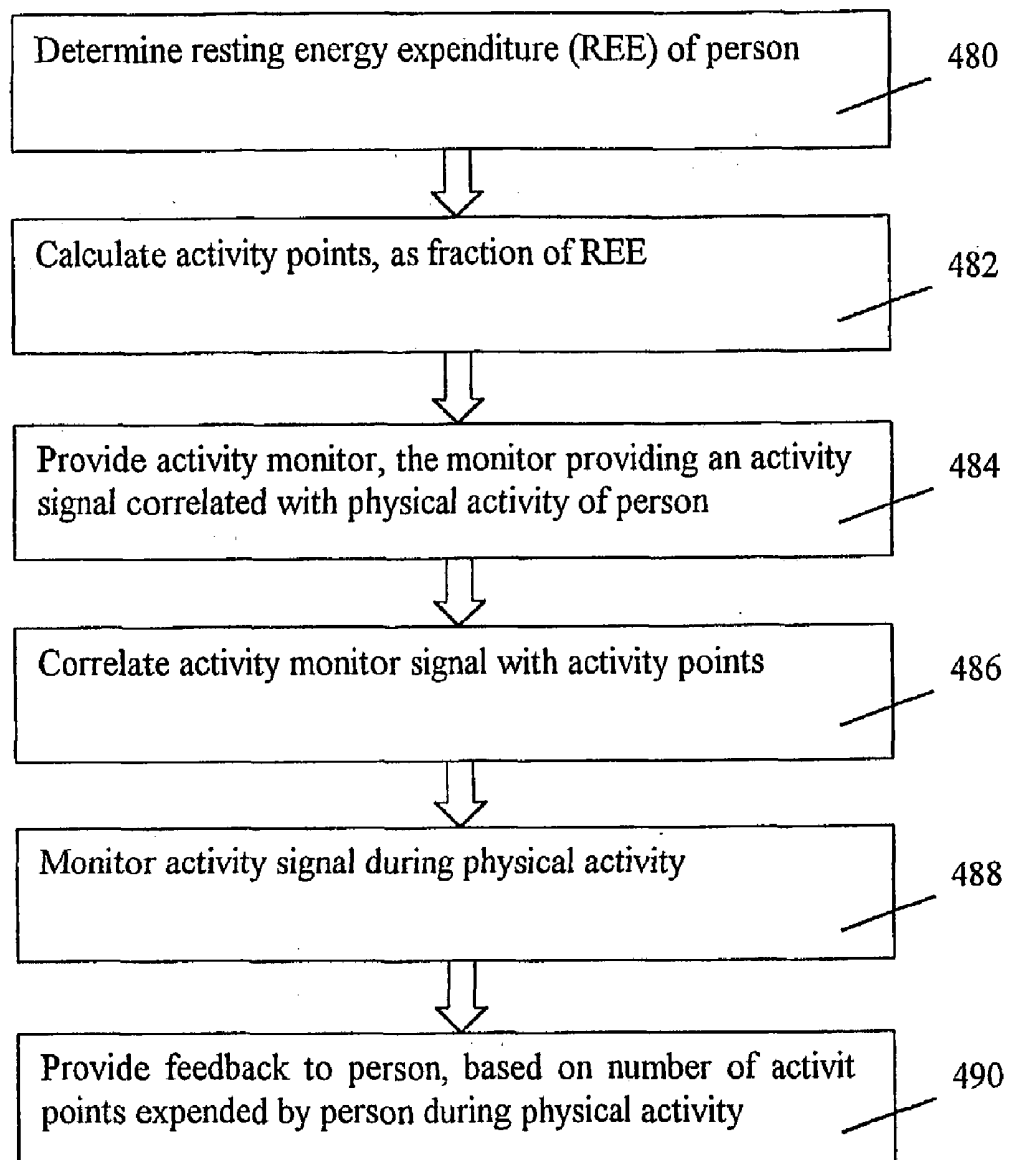 Determine resting energy expenditure (REE) of person
480
Calculate activity points, as fraction of REE
482
Provide activity monitor, the monitor providing an activity
signal correlated with physical activity of person
484
Correlate activity monitor signal with activity points
486
Monitor activity signal during physical activity
488
Provide feedback to person, based on number of activit
points expended by person during physical activity
490